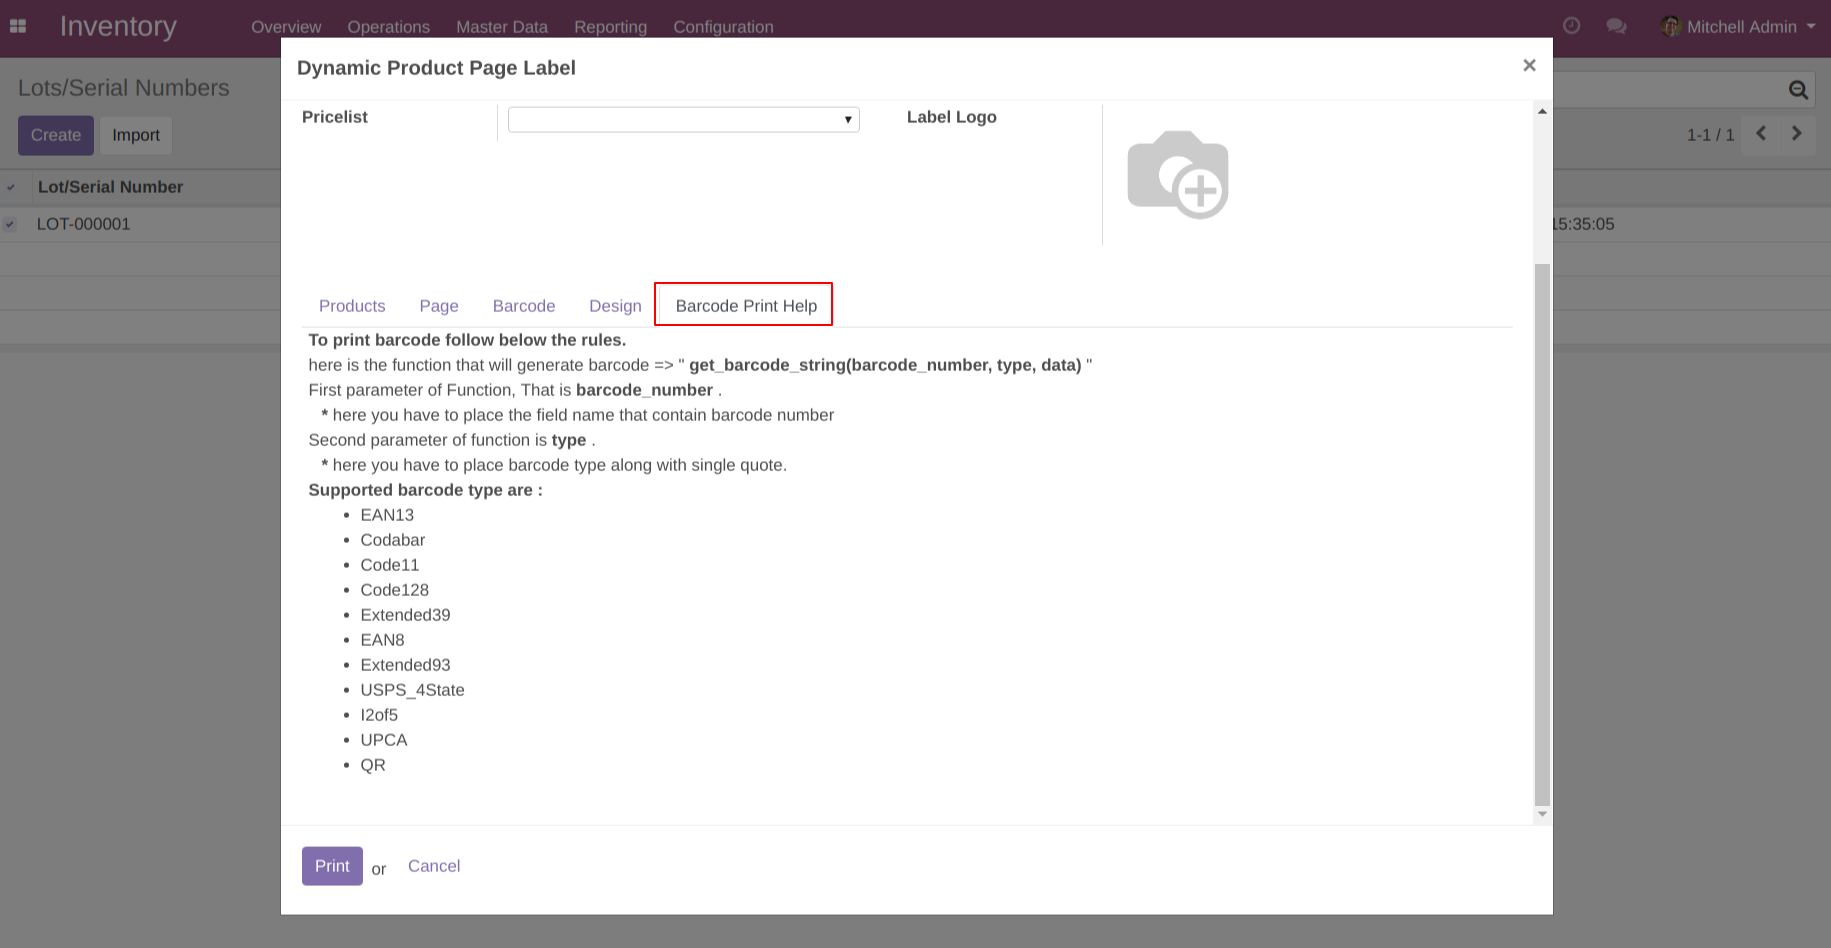 Inventory
Overview Operations Master Data Reporting Configuration
Mitchell Admin
Dynamic Product Page Label
×
Lots/Serial Numbers
Create Import
1-1 / 1
Pricelist
Label Logo
Lot/Serial Number
LOT-000001
15:35:05
Products Page Barcode Design Barcode Print Help
To print barcode follow below the rules.
here is the function that will generate barcode => " get_barcode_string(barcode_number, type, data) "
First parameter of Function, That is barcode_number .
* here you have to place the field name that contain barcode number
Second parameter of function is type .
* here you have to place barcode type along with single quote.
Supported barcode type are :
• EAN13
• Codabar
• Code11
• Code128
• Extended39
• EAN8
• Extended93
• USPS_4State
• I2of5
• UPCA
• QR
Print or Cancel